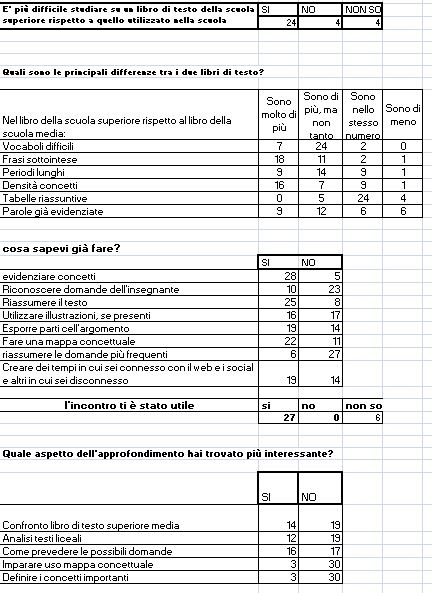 E' più difficile studiare su un libro di testo della scuola SI NO NON SO
superiore rispetto a quello utilizzato nella scuola 24 4 4
Quali sono le principali differenze tra i due libri di testo?
Nel libro della scuola superiore rispetto al libro della scuola media: Sono molto di più Sono di più, ma non tanto Sono nello stesso numero Sono di meno
Vocaboli difficili 7 24 2 0
Frasi sottointese 18 11 2 1
Periodi lunghi 9 14 9 1
Densità concetti 16 7 9 1
Tabelle riassuntive 0 5 24 4
Parole già evidenziate 9 12 6 6
cosa sapevi già fare?
SI NO
evidenziare concetti 28 5
Riconoscere domande dell'insegnante 10 23
Riassumere il testo 25 8
Utilizzare illustrazioni, se presenti 16 17
Esporre parti cell'argomento 19 14
Fare una mappa concettuale 22 11
riassumere le domande più frequenti 6 27
Creare dei tempi in cui sei connesso con il web e i social
e altri in cui sei disconnesso 19 14
l'incontro ti è stato utile si no non so
27 0 6
Quale aspetto dell'approfondimento hai trovato più interessante?
SI NO
Confronto libro di testo superiore media 14 19
Analisi testi liceali 12 19
Come prevedere le possibili domande 16 17
Imparare uso mappa concettuale 3 30
Definire i concetti importanti 3 30